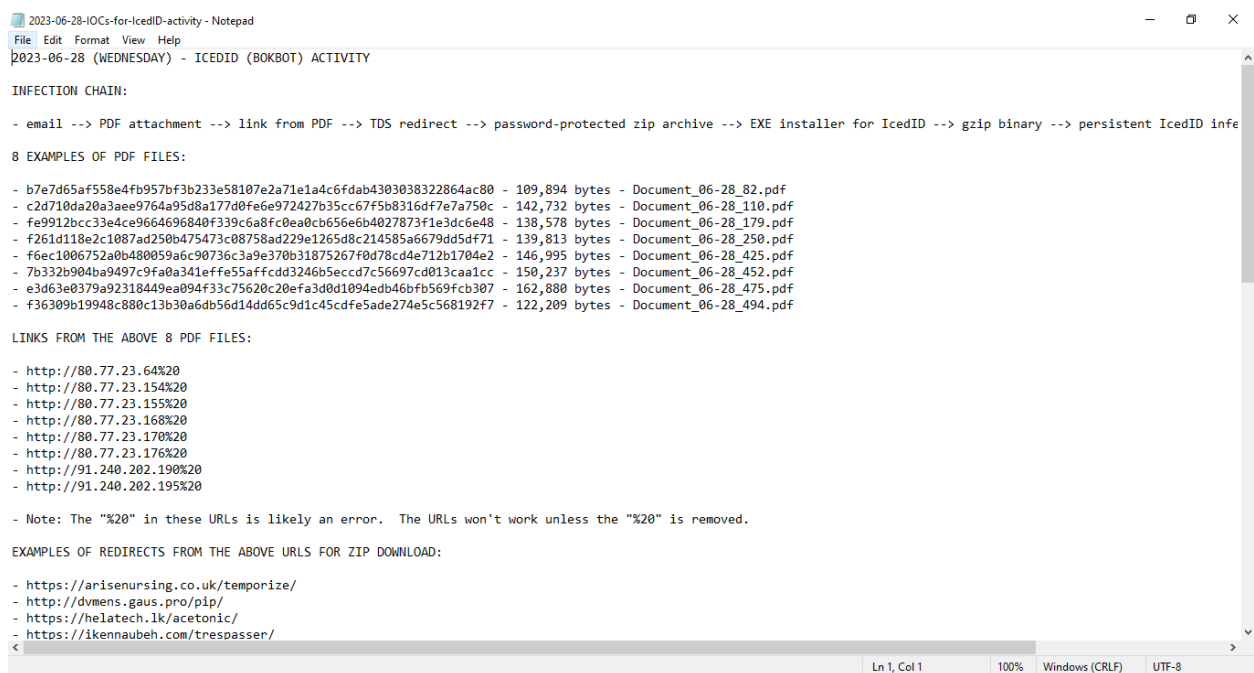 2023-06-28-IOCs-for-IcedID-activity - Notepad
File Edit Format View Help
2023-06-28 (WEDNESDAY) - ICEDID (BOKBOT) ACTIVITY
INFECTION CHAIN:
- email --> PDF attachment --> link from PDF --> TDS redirect --> password-protected zip archive --> EXE installer for IcedID --> gzip binary --> persistent IcedID infe
8 EXAMPLES OF PDF FILES:
- b7e7d65af558e4fb957bf3b233e58107e2a71e1a4c6fdab4303038322864ac80 - 109,894 bytes - Document_06-28_82.pdf
- c2d710da20a3aee9764a95d8a177d0fe6e972427b35cc67f5b8316df7e7a750c - 142,732 bytes - Document_06-28_110.pdf
- fe9912bcc33e4ce9664696840f339c6a8fc0ea0cb656e6b4027873f1e3dc6e48 - 138,578 bytes - Document_06-28_179.pdf
- f261d118e2c1087ad250b475473c08758ad229e1265d8c214585a6679dd5df71 - 139,813 bytes - Document_06-28_250.pdf
- f6ec1006752a0b480059a6c90736c3a9e370b31875267f0d78cd4e712b1704e2 - 146,995 bytes - Document_06-28_425.pdf
- 7b332b904ba9497c9fa0a341effe55affcdd3246b5eccd7c56697cd013caa1cc - 150,237 bytes - Document_06-28_452.pdf
- e3d63e0379a92318449ea094f33c75620c20efa3d0d1094edb46bfb569fcb307 - 162,880 bytes - Document_06-28_475.pdf
- f36309b19948c880c13b30a6db56d14dd65c9d1c45cdfe5ade274e5c568192f7 - 122,209 bytes - Document_06-28_494.pdf
LINKS FROM THE ABOVE 8 PDF FILES:
- http://80.77.23.64%20
- http://80.77.23.154%20
- http://80.77.23.155%20
- http://80.77.23.168%20
- http://80.77.23.170%20
- http://80.77.23.176%20
- http://91.240.202.190%20
- http://91.240.202.195%20
- Note: The "%20" in these URLs is likely an error.  The URLs won't work unless the "%20" is removed.
EXAMPLES OF REDIRECTS FROM THE ABOVE URLS FOR ZIP DOWNLOAD:
- https://arisenursing.co.uk/temporize/
- http://dvmens.gaus.pro/pip/
- https://helatech.lk/acetonic/
- https://ikennaubeh.com/trespasser/
Ln 1, Col 1 100% Windows (CRLF) UTF-8